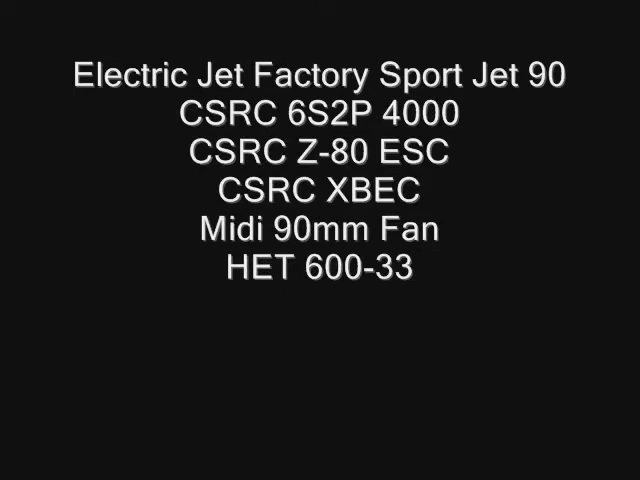 Electric Jet Factory Sport Jet 90
CSRC 6S2P 4000
CSRC Z-80 ESC
CSRC XBEC
Midi 90mm Fan
HET 600-33